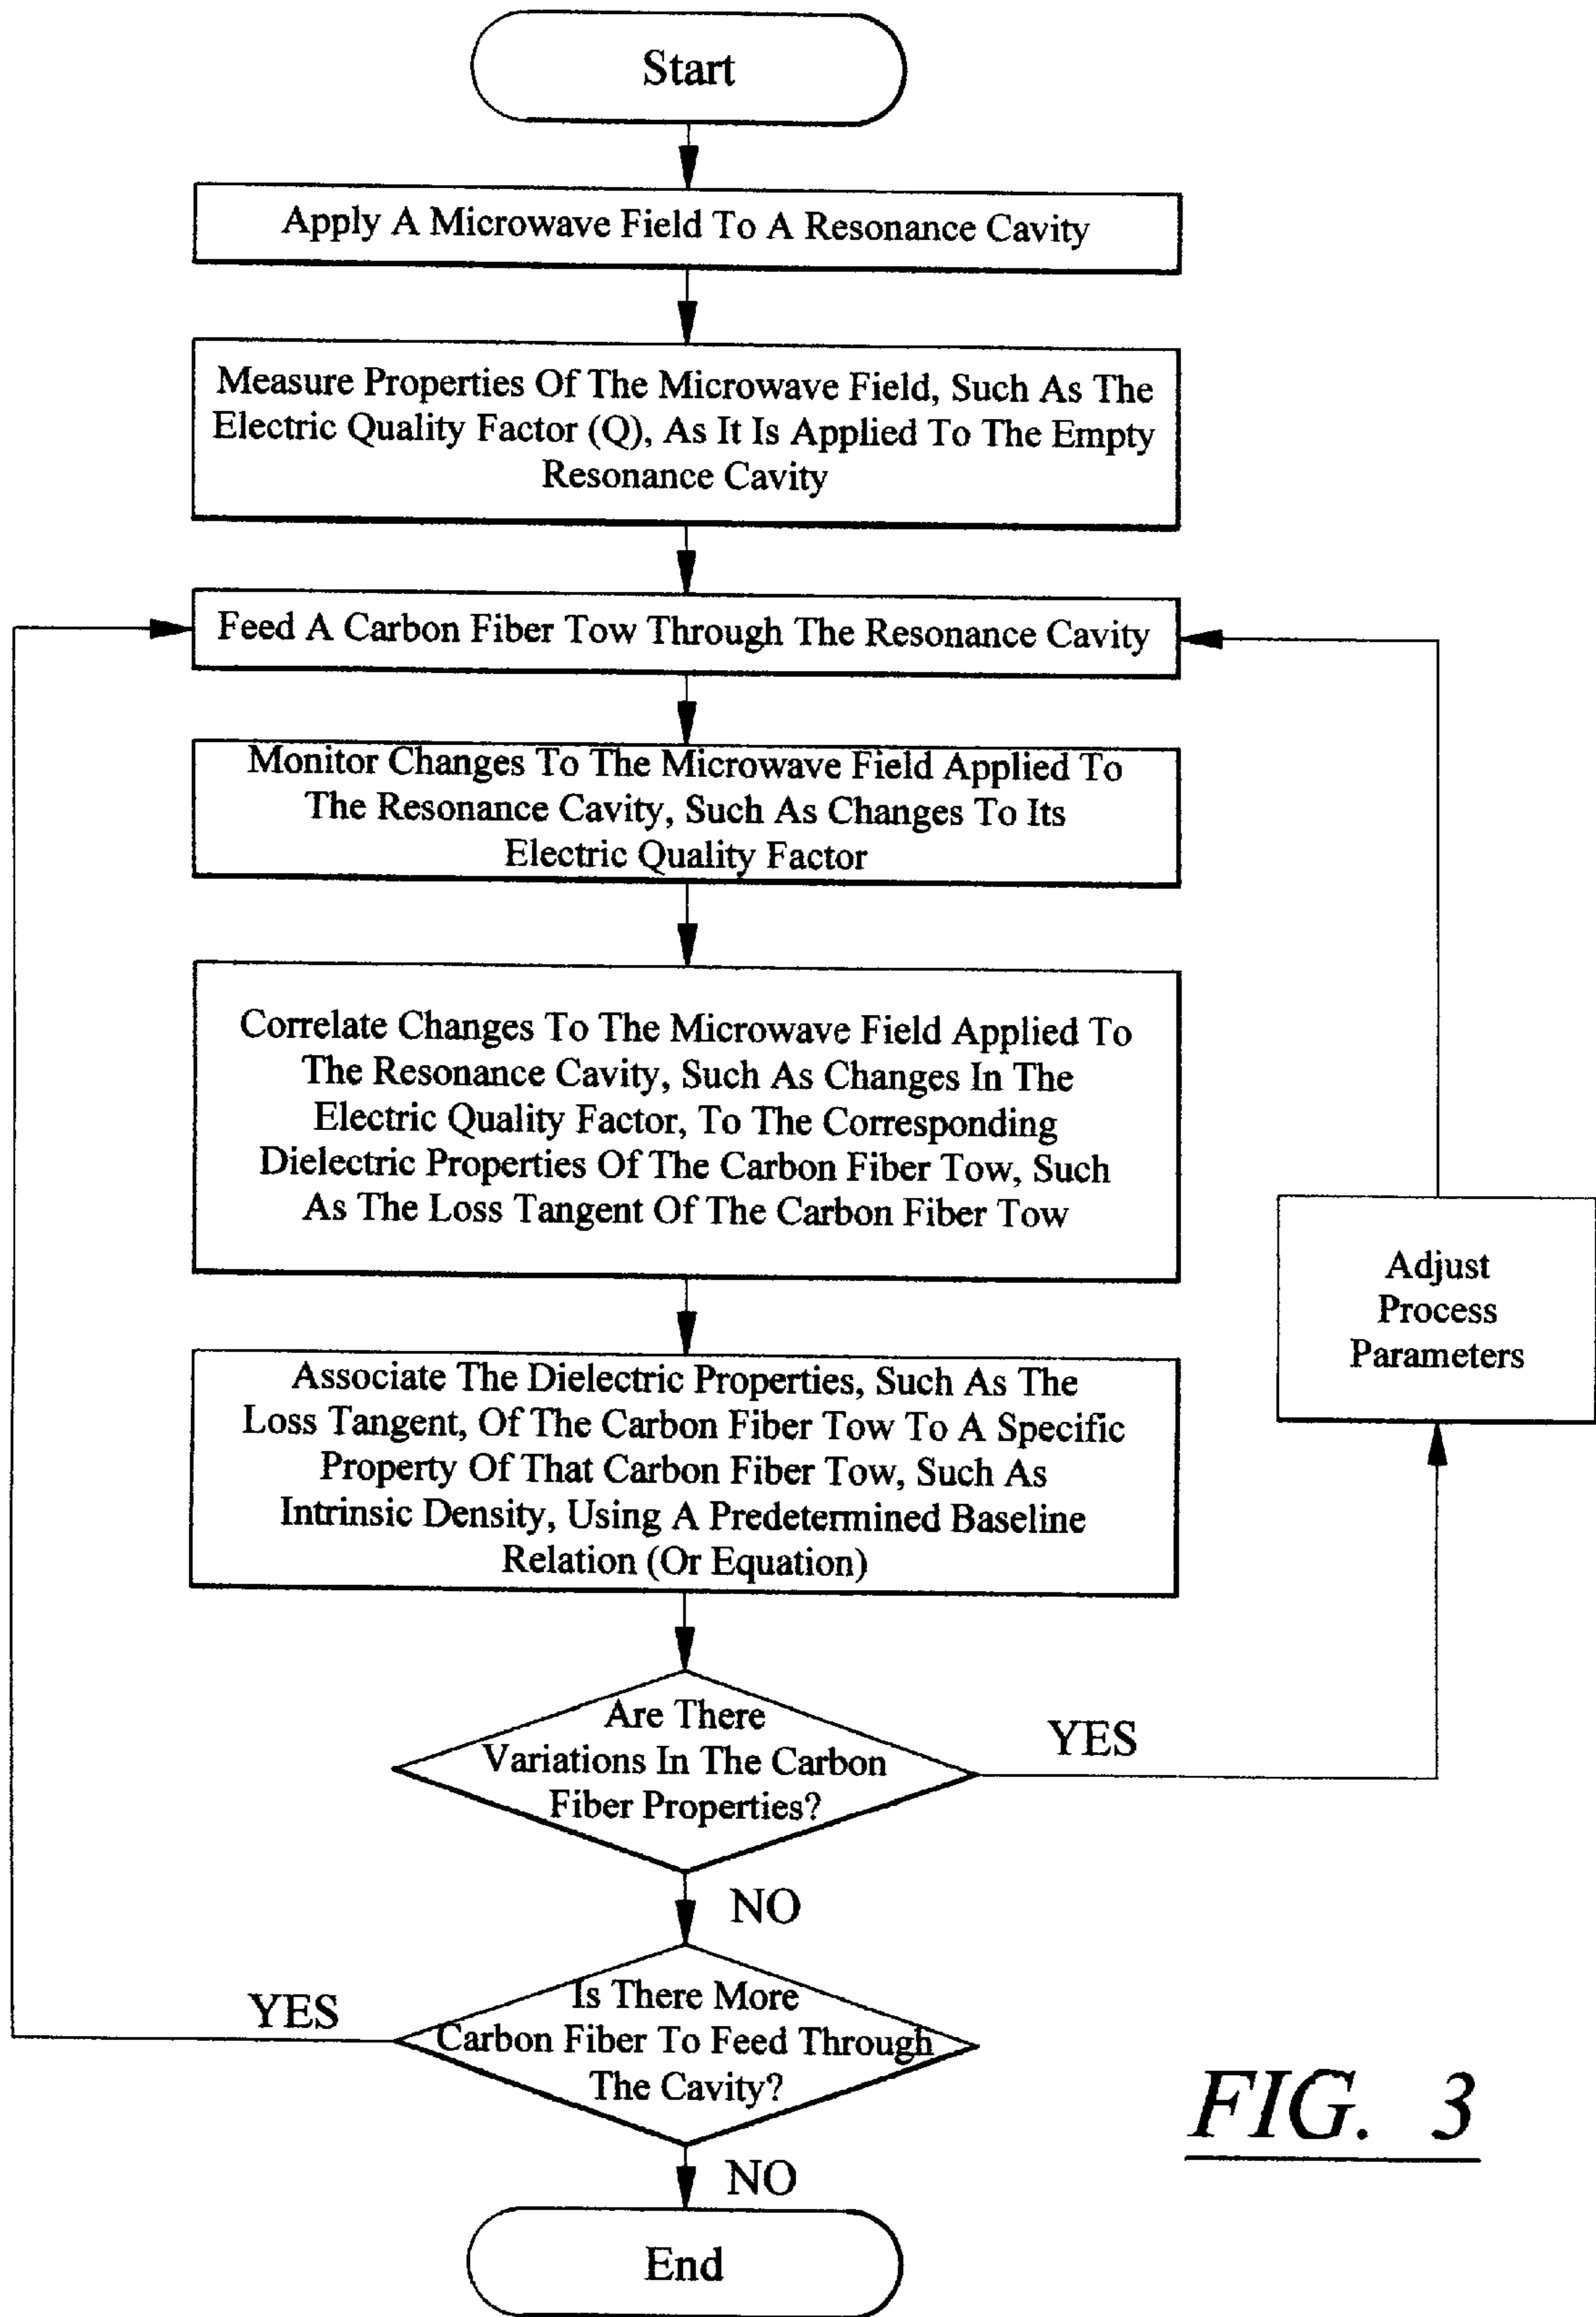 Start
Apply A Microwave Field To A Resonance Cavity
Measure Properties Of The Microwave Field, Such As The
Electric Quality Factor (Q), As It Is Applied To The Empty
Resonance Cavity
Feed A Carbon Fiber Tow Through The Resonance Cavity
Monitor Changes To The Microwave Field Applied To
The Resonance Cavity, Such As Changes To Its
Electric Quality Factor
Correlate Changes To The Microwave Field Applied To
The Resonance Cavity, Such As Changes In The
Electric Quality Factor, To The Corresponding
Dielectric Properties Of The Carbon Fiber Tow, Such
As The Loss Tangent Of The Carbon Fiber Tow
Adjust
Process
Parameters
Associate The Dielectric Properties, Such As The
Loss Tangent, Of The Carbon Fiber Tow To A Specific
Property Of That Carbon Fiber Tow, Such As
Intrinsic Density, Using A Predetermined Baseline
Relation (Or Equation)
Are There
Variations In The Carbon
Fiber Properties?
YES
NO
Is There More
Carbon Fiber To Feed Through
The Cavity?
YES
NO
End
FIG. 3